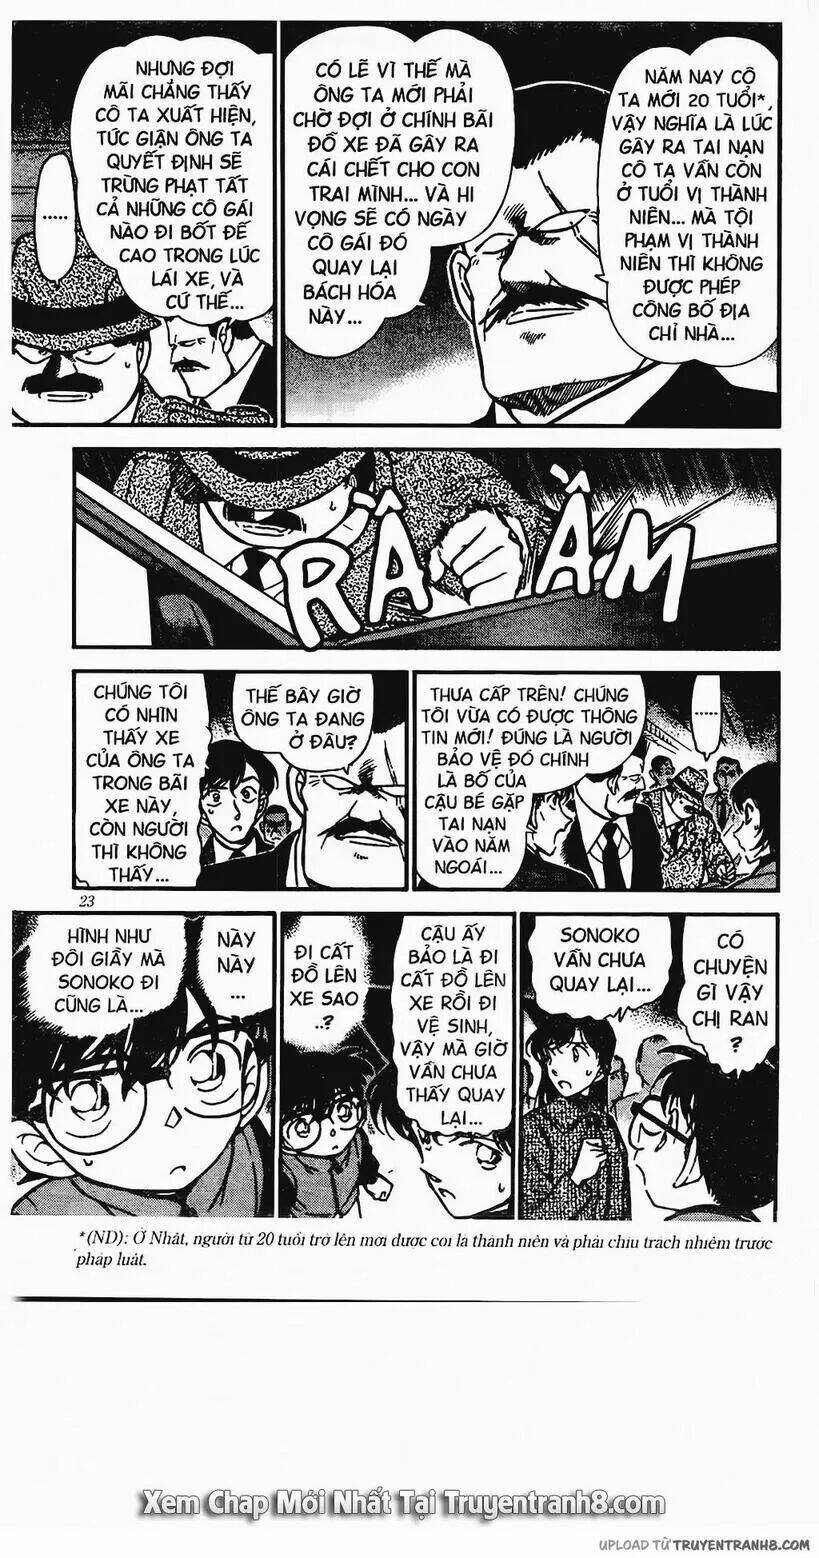 NĂM NAY CÔ
TA MỚI 20 TUỔI*,
VẬY NGHĨA LÀ LÚC
GÂY RA TAI NẠN
CÔ TA VẪN CÒN
Ở TUỔI VỊ THÀNH
NIÊN... MÀ TỘI
PHẠM VỊ THÀNH
NIÊN THÌ KHÔNG
ĐƯỢC PHÉP
CÔNG BỐ ĐỊA
CHỈ NHÀ...
CÓ LẼ VÌ THẾ MÀ
ÔNG TA MỚI PHẢI
CHỜ ĐỢI Ở CHÍNH BÃI
ĐỒ XE ĐÃ GÂY RA
CÁI CHẾT CHO CON
TRAI MÌNH... VÀ HI
VỌNG SẼ CÓ NGÀY
CÔ GÁI ĐÓ
QUAY LẠI
BÁCH HÓA
NÀY...
NHƯNG ĐỢI
MÃI CHẲNG THẤY
CÔ TA XUẤT HIỆN,
TỨC GIẬN ÔNG TA
QUYẾT ĐỊNH SẼ
TRỪNG PHẠT TẤT
CẢ NHỮNG CÔ GÁI
NÀO ĐI BỐT ĐẾ
CAO TRONG LÚC
LÁI XE, VÀ
CỨ THẾ...
......
RẦ ẦM
......
THƯA CẤP TRÊN! CHÚNG
TÔI VỪA CÓ ĐƯỢC THÔNG
TIN MỚI! ĐÚNG LÀ NGƯỜI
BẢO VỆ ĐÓ CHÍNH
LÀ BỐ CỦA
CẬU BÉ GẶP
TAI NẠN
VÀO NĂM
NGOÁI...
THẾ BÂY GIỜ
ÔNG TA ĐANG
Ở ĐÂU?
CHÚNG TÔI
CÓ NHÌN
THẤY XE
CỦA ÔNG TA
TRONG BÃI
XE NÀY,
CÒN NGƯỜI
THÌ KHÔNG
THẤY...
23
CÓ
CHUYỆN
GÌ VẬY
CHỊ RAN
?
SONOKO
VẪN CHƯA
QUAY LẠI...
CẬU ẤY
BẢO LÀ ĐI
CẤT ĐỒ LÊN
XE RỒI ĐI
VỆ SINH,
VẬY MÀ GIỜ
VẪN CHƯA
THẤY QUAY
LẠI...
ĐI CẤT
ĐỒ LÊN
XE SAO
..?
NÀY
NÀY
...
HÌNH NHƯ
ĐÔI GIẦY MÀ
SONOKO ĐI
CŨNG LÀ...
*(ND): Ở Nhật, người từ 20 tuổi trở lên mới được coi là thành niên và phải chịu trách nhiệm trước
pháp luật.
Xem Chap Mới Nhất Tại Truyentranh8.com
UPLOAD TỪ TRUYENTRANH8.COM